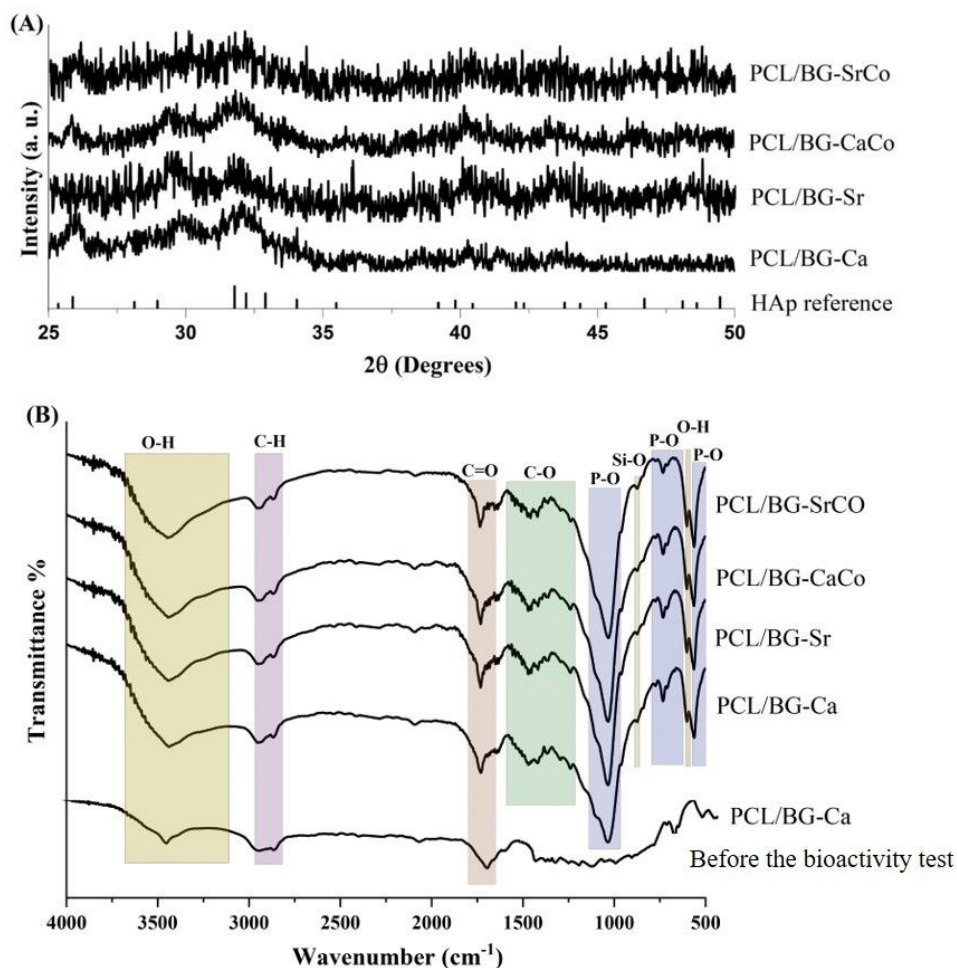 (A)
Intensity (a. u.)
PCL/BG-SrCo
PCL/BG-CaCo
PCL/BG-Sr
PCL/BG-Ca
HAp reference
25 30 35 40 45 50
2θ (Degrees)
(B)
Transmittance %
O-H
C-H
C=O
C-O
P-O
Si-O
P-O
O-H
P-O
PCL/BG-SrCO
PCL/BG-CaCo
PCL/BG-Sr
PCL/BG-Ca
PCL/BG-Ca
Before the bioactivity test
4000 3500 3000 2500 2000 1500 1000 500
Wavenumber (cm⁻¹)